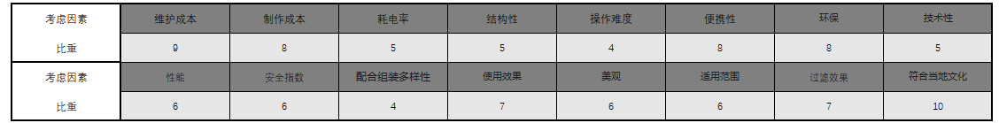 考虑因素 维护成本 制作成本 耗电率 结构性 操作难度 便携性 环保 技术性
比重 9 8 5 5 4 8 8 5
考虑因素 性能 安全指数 配合组装多样性 使用效果 美观 适用范围 过滤效果 符合当地文化
比重 6 6 4 7 6 6 7 10